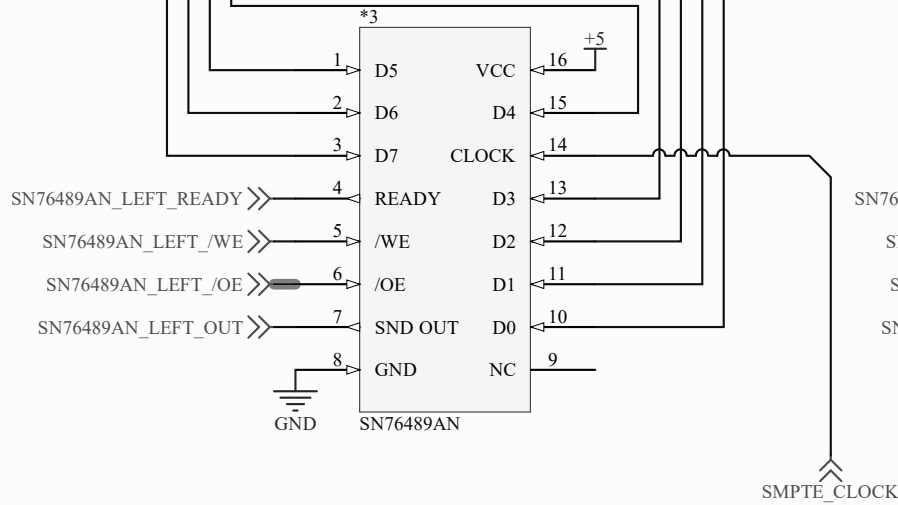 *3
+5
1 D5 VCC 16
2 D6 D4 15
3 D7 CLOCK 14
SN76489AN_LEFT_READY 4 READY D3 13 SN76
SN76489AN_LEFT_/WE 5 /WE D2 12
SN76489AN_LEFT_/OE 6 /OE D1 11
SN76489AN_LEFT_OUT 7 SND OUT D0 10
8 GND NC 9
GND SN76489AN
SMPTE_CLOCK